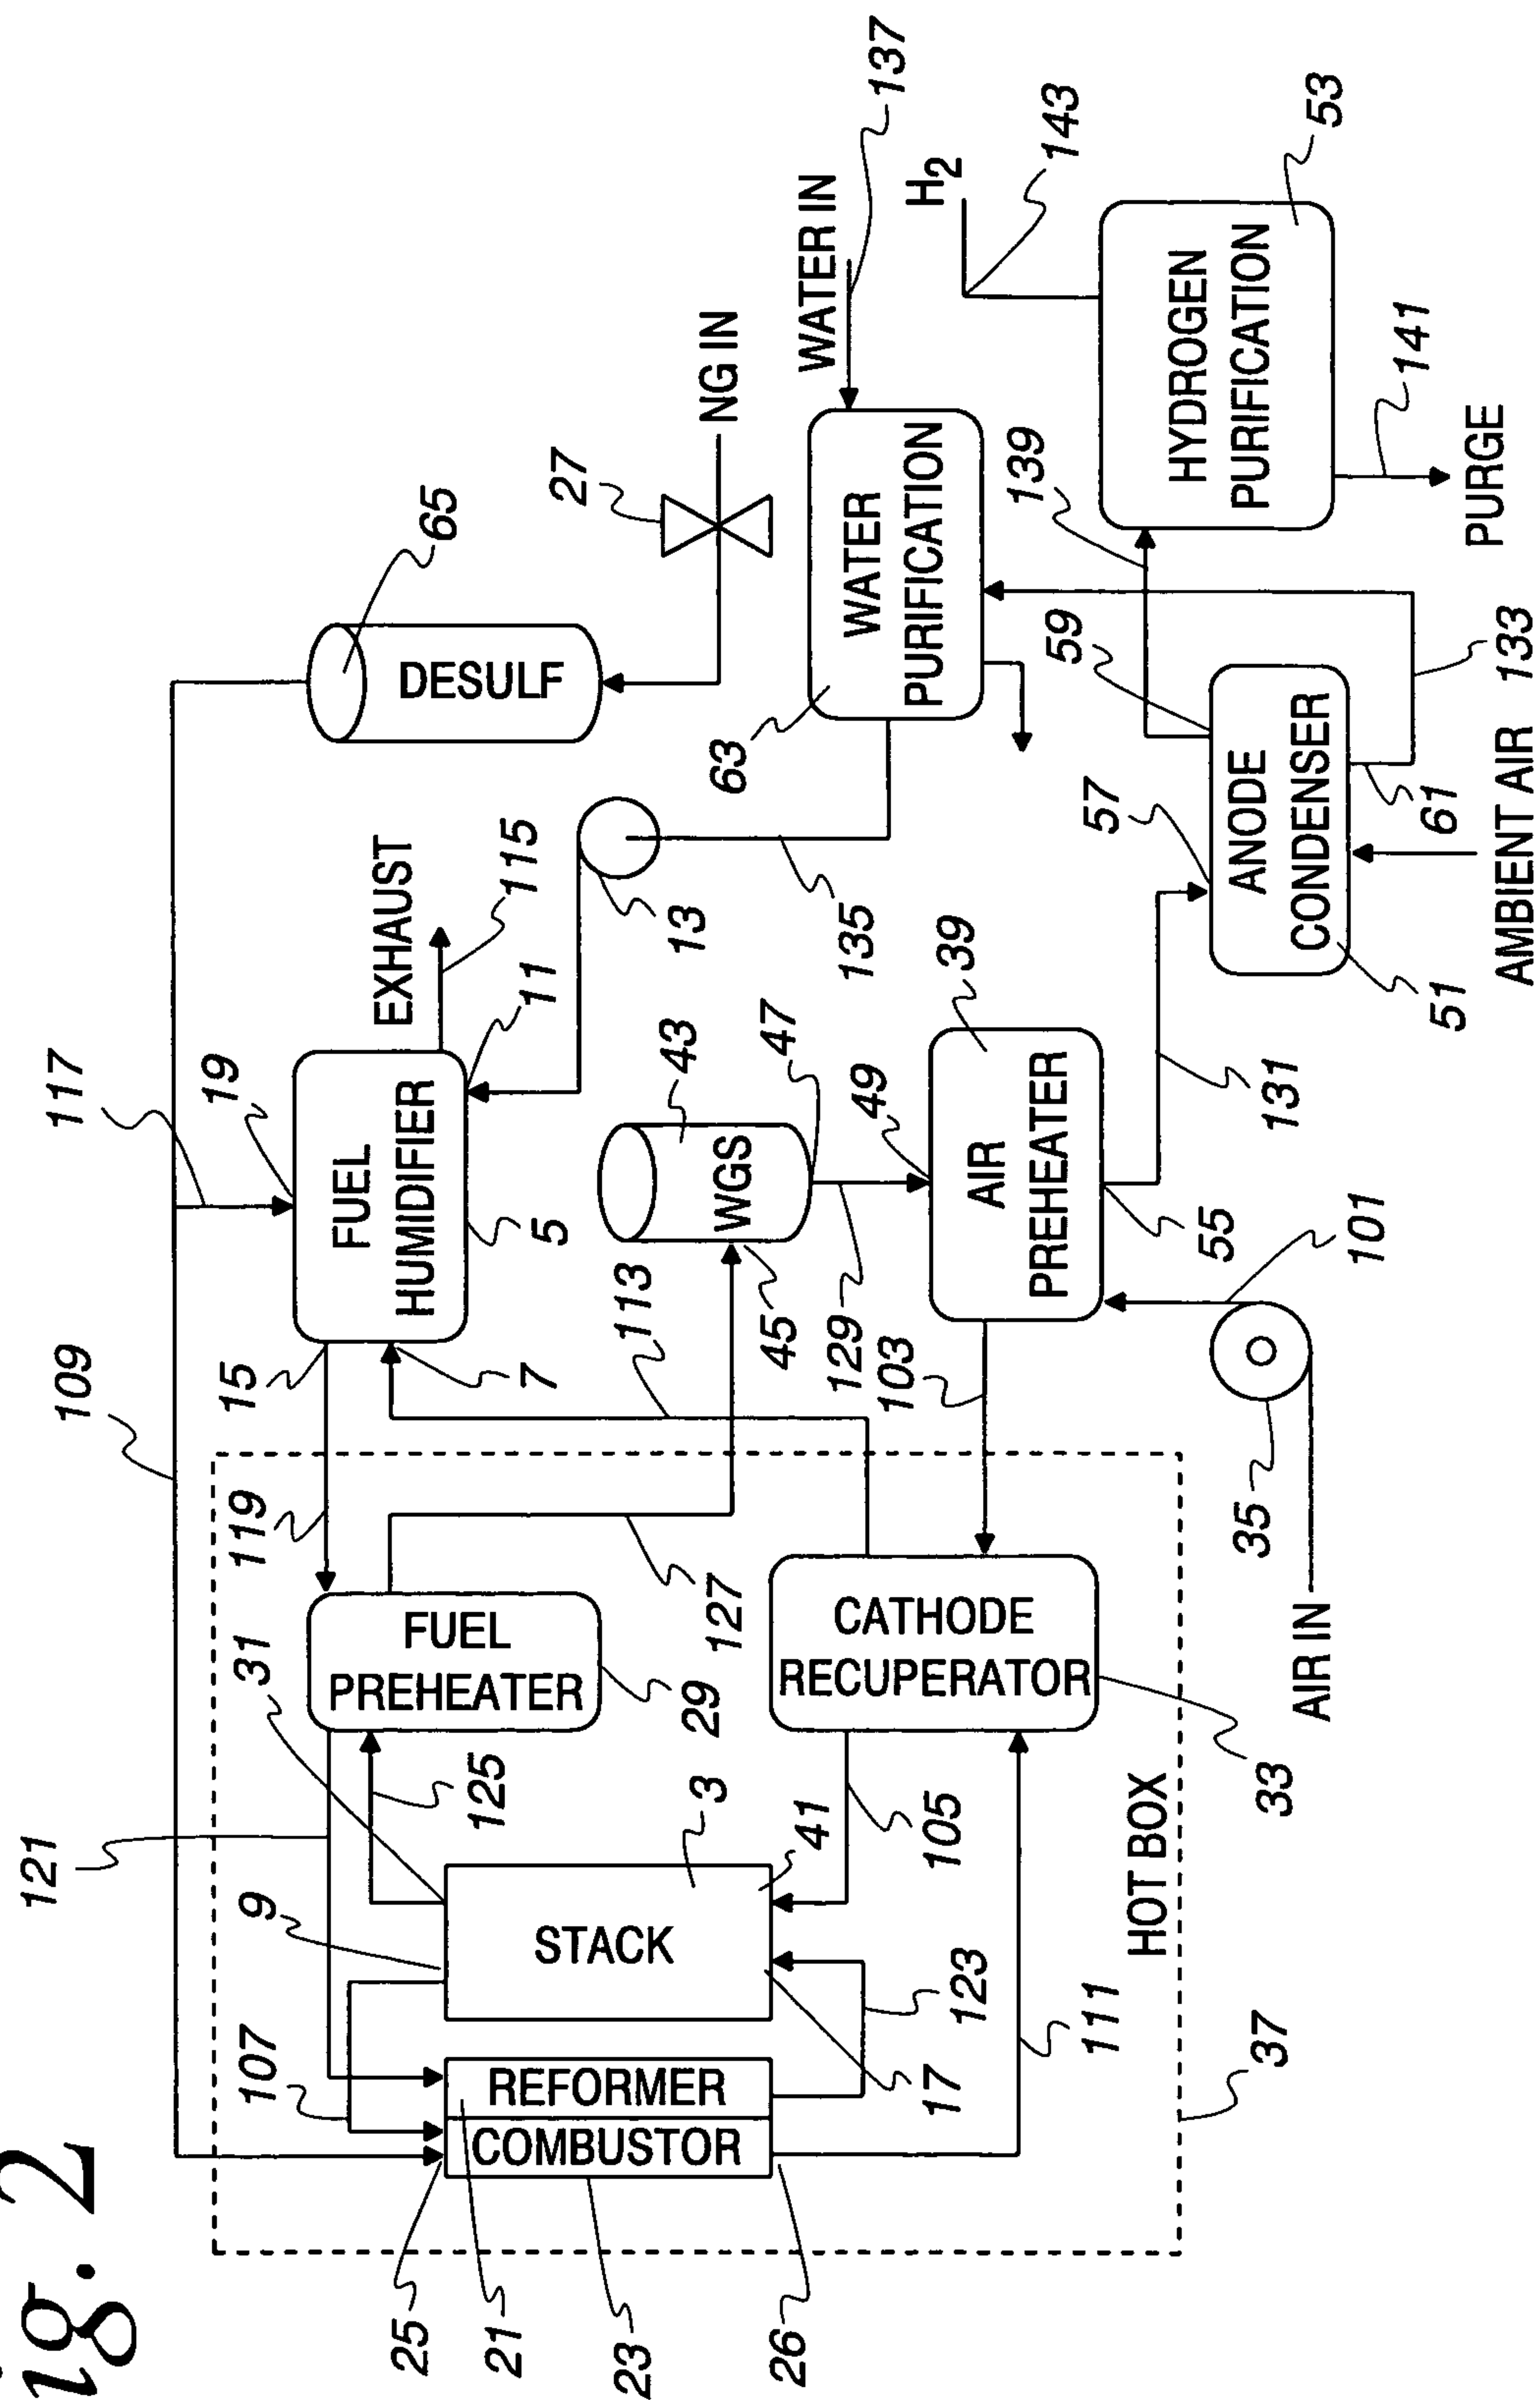 ig. 2
121
109
117
107
9
31
119
15
19
EXHAUST
115
65
27
125
FUEL
PREHEATER
29
127
7
113
FUEL
HUMIDIFIER
5
11
13
DESULF
NG IN
25
21
23
26
REFORMER
COMBUSTOR
STACK
3
41
17
123
105
111
CATHODE
RECUPERATOR
33
HOT BOX
37
WGS
43
45
47
129
103
49
AIR
PREHEATER
39
55
131
101
35
AIR IN
135
63
WATER
PURIFICATION
WATER IN
137
57
59
ANODE
CONDENSER
51
61
AMBIENT AIR
133
139
H2
143
HYDROGEN
PURIFICATION
53
141
PURGE